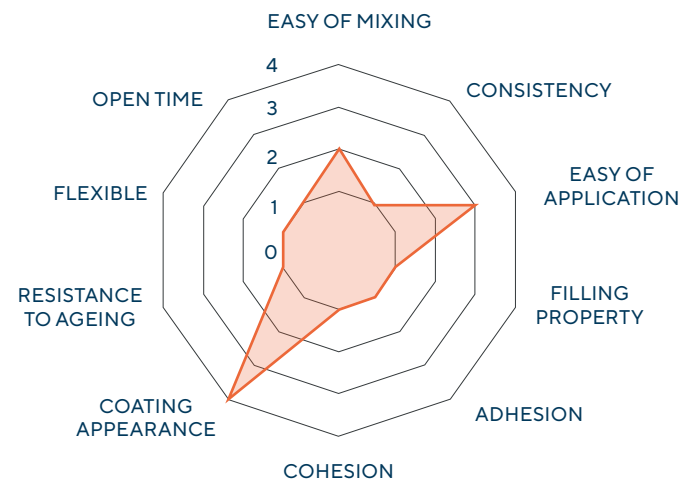 EASY OF MIXING
4
CONSISTENCY
OPEN TIME
3
2
EASY OF
APPLICATION
FLEXIBLE
1
0
RESISTANCE
TO AGEING
FILLING
PROPERTY
COATING
APPEARANCE
ADHESION
COHESION